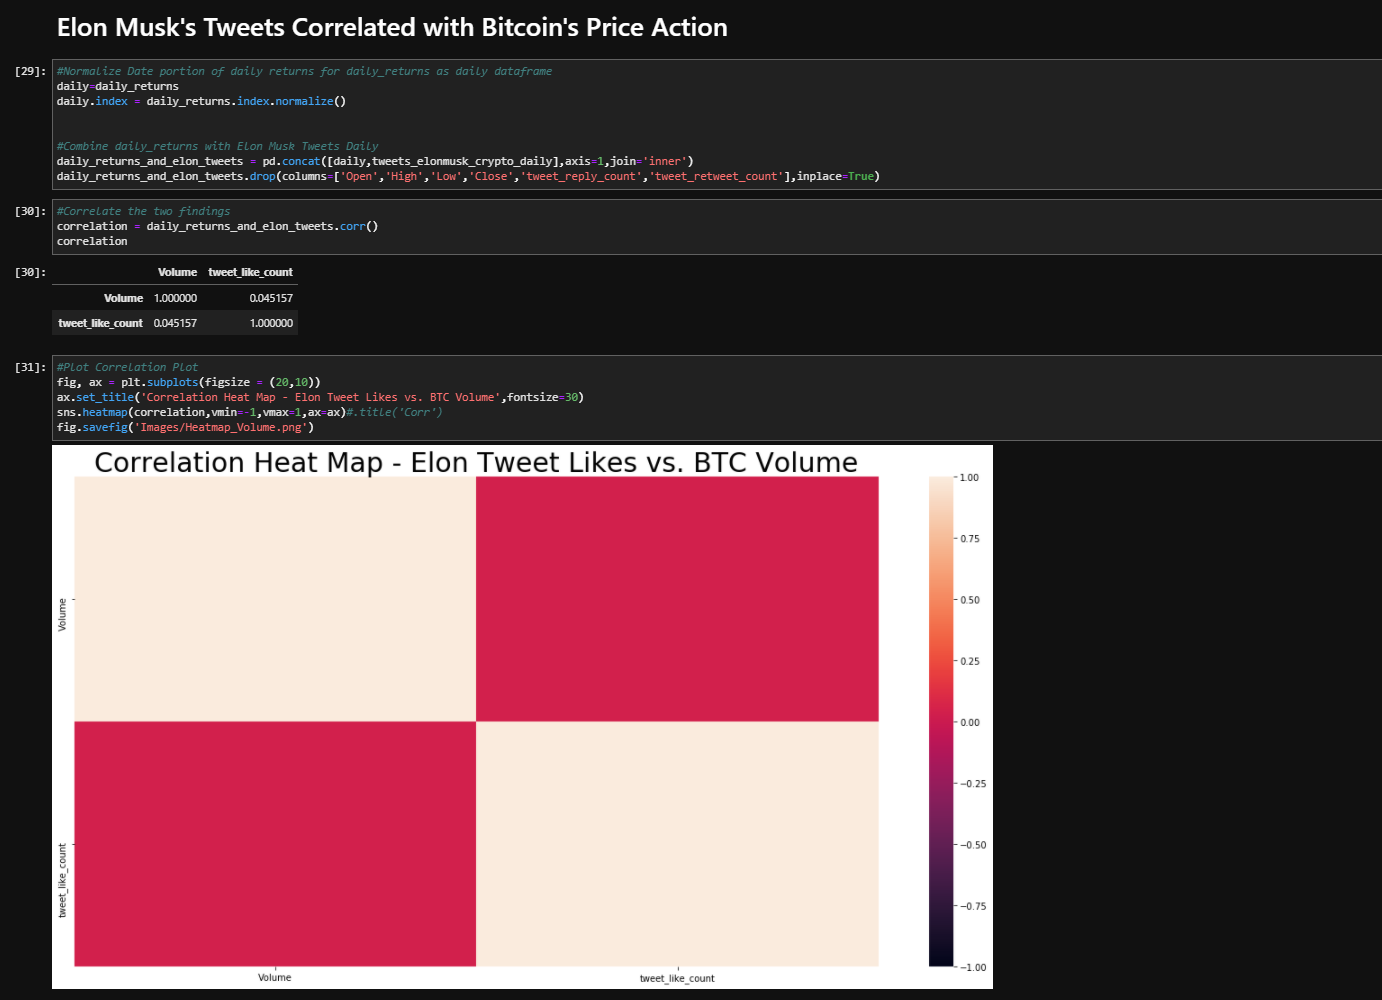 Elon Musk's Tweets Correlated with Bitcoin's Price Action
[29]: #Normalize Date portion of daily returns for daily_returns as daily dataframe
daily=daily_returns
daily.index = daily_returns.index.normalize()
#Combine daily_returns with Elon Musk Tweets Daily
daily_returns_and_elon_tweets = pd.concat([daily,tweets_elonmusk_crypto_daily],axis=1,join='inner')
daily_returns_and_elon_tweets.drop(columns=['Open','High','Low','Close','tweet_reply_count','tweet_retweet_count'],inplace=True)
[30]: #Correlate the two findings
correlation = daily_returns_and_elon_tweets.corr()
correlation
[30]: Volume tweet_like_count
Volume 1.000000 0.045157
tweet_like_count 0.045157 1.000000
[31]: #Plot Correlation Plot
fig, ax = plt.subplots(figsize = (20,10))
ax.set_title('Correlation Heat Map - Elon Tweet Likes vs. BTC Volume',fontsize=30)
sns.heatmap(correlation,vmin=-1,vmax=1,ax=ax)#.title('Corr')
fig.savefig('Images/Heatmap_Volume.png')
Correlation Heat Map - Elon Tweet Likes vs. BTC Volume
Volume
tweet_like_count
Volume tweet_like_count
1.00
0.75
0.50
0.25
0.00
−0.25
−0.50
−0.75
−1.00